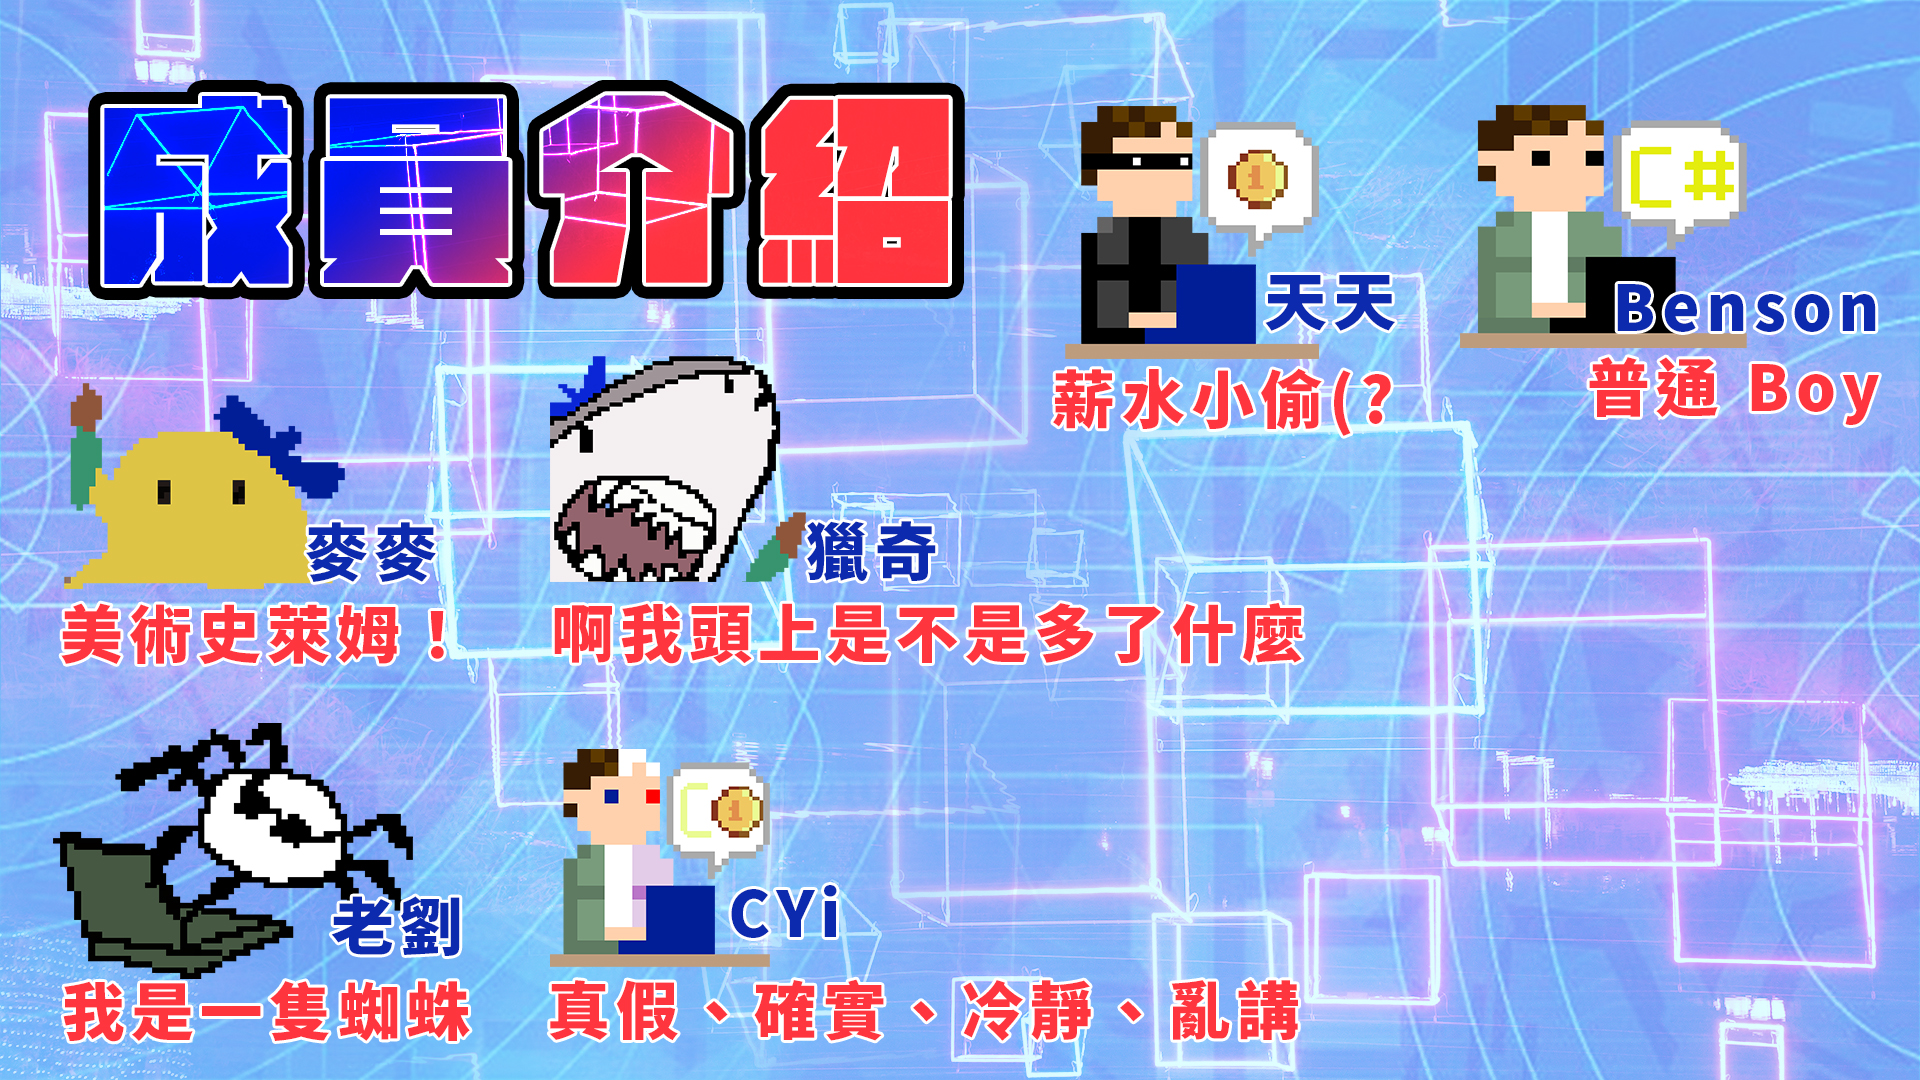 成員介紹
1
天天
薪水小偷(?
C#
Benson
普通 Boy
麥麥
美術史萊姆！
獵奇
啊我頭上是不是多了什麼
老劉
我是一隻蜘蛛
C1
CYi
真假、確實、冷靜、亂講